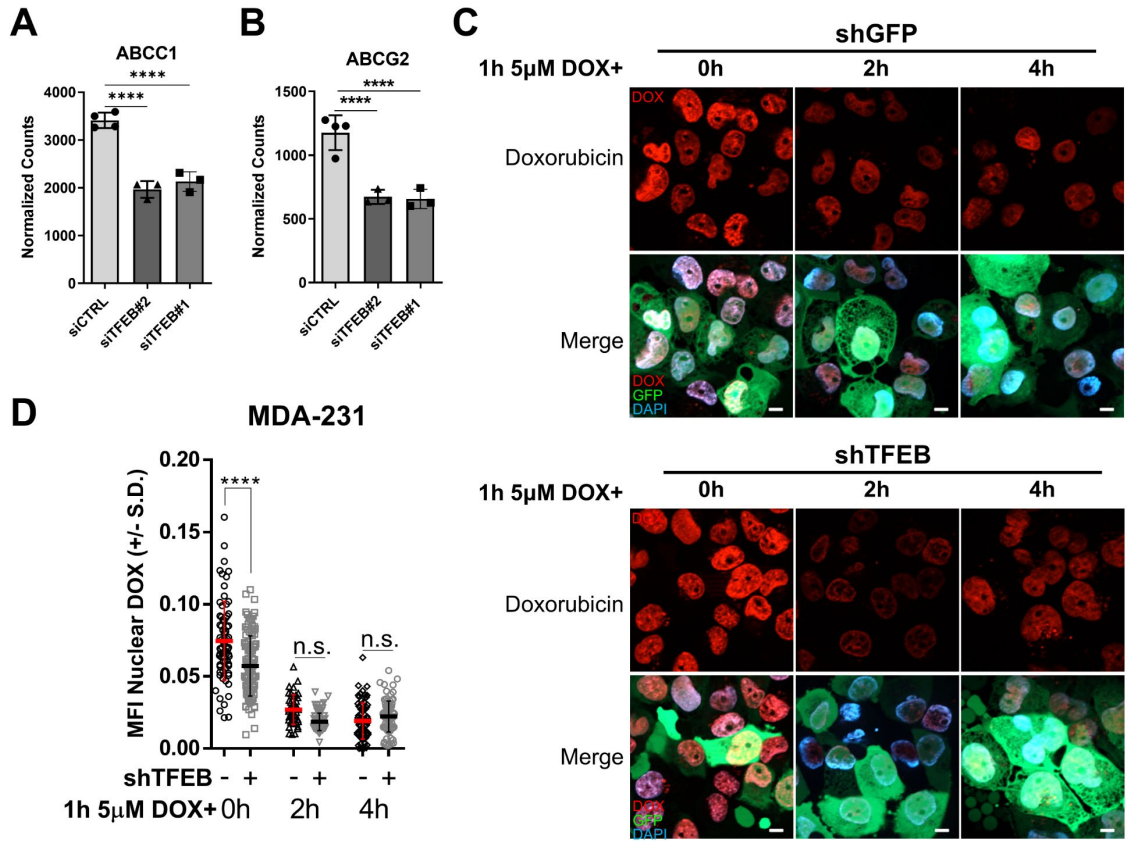 A
ABCC1
****
****
Normalized Counts
4000
3000
2000
1000
0
siCTRL
siTFEB#2
siTFEB#1
B
ABCG2
****
****
Normalized Counts
1500
1000
500
0
siCTRL
siTFEB#2
siTFEB#1
C
shGFP
1h 5μM DOX+ 0h 2h 4h
DOX
Doxorubicin
Merge
DOX
GFP
DAPI
shTFEB
1h 5μM DOX+ 0h 2h 4h
D
Doxorubicin
Merge
DOX
GFP
DAPI
D
MDA-231
MFI Nuclear DOX (+/- S.D.)
0.20
0.15
0.10
0.05
0.00
****
n.s.
n.s.
shTFEB - + - + - +
1h 5μM DOX+ 0h 2h 4h